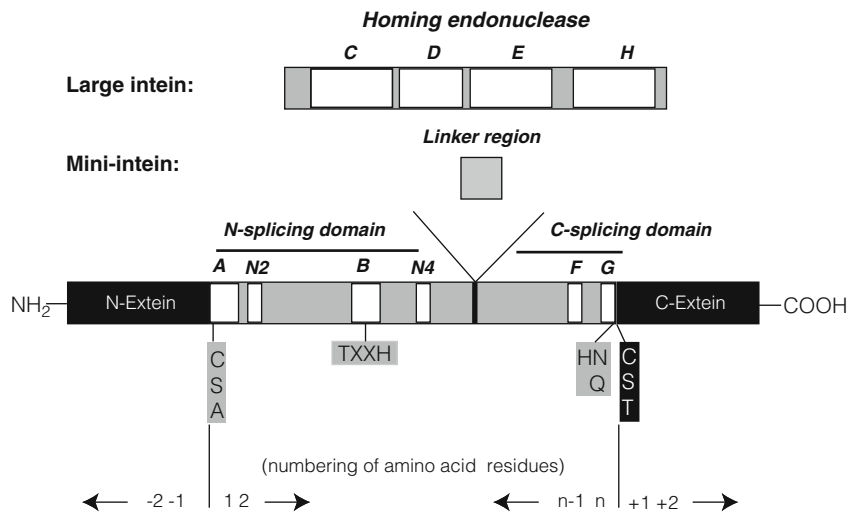 Homing endonuclease
C D E H
Large intein:
Linker region
Mini-intein:
N-splicing domain C-splicing domain
A N2 B N4 F G
NH2 N-Extein C-Extein COOH
TXXH
C HN C
S Q S
A T
(numbering of amino acid residues)
-2 -1 1 2 n-1 n +1 +2